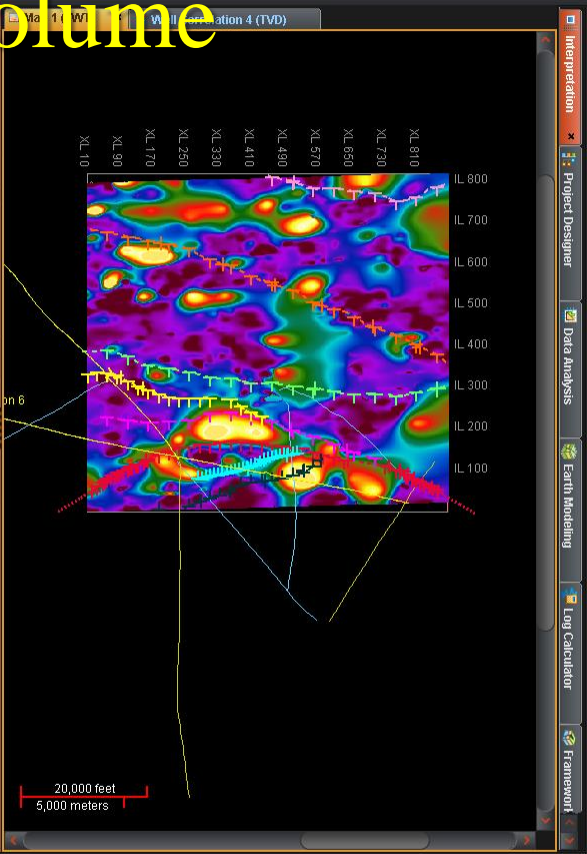 olume
Map 1 (TWT)
Well Correlation 4 (TVD)
XL 10
XL 90
XL 170
XL 250
XL 330
XL 410
XL 490
XL 570
XL 650
XL 730
XL 810
IL 800
IL 700
IL 600
IL 500
IL 400
IL 300
IL 200
IL 100
on 6
20,000 feet
5,000 meters
Interpretation
Project Designer
Data Analysis
Earth Modeling
Log Calculator
Framework